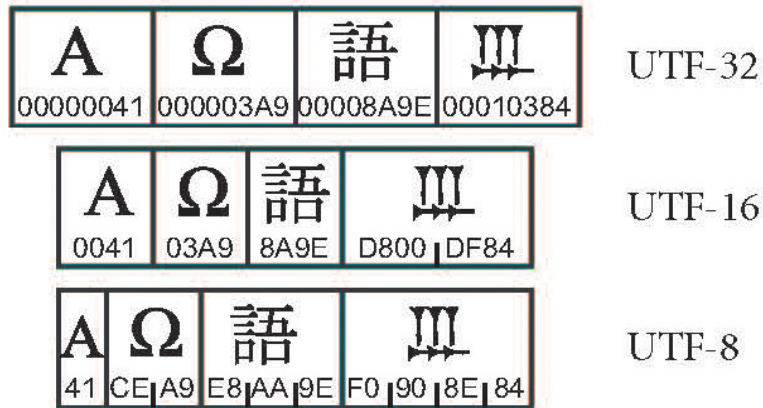 A Ω 語 𐎄 UTF-32
00000041 000003A9 00008A9E 00010384
A Ω 語 𐎄 UTF-16
0041 03A9 8A9E D800 DF84
A Ω 語 𐎄 UTF-8
41 CE A9 E8 AA 9E F0 90 8E 84